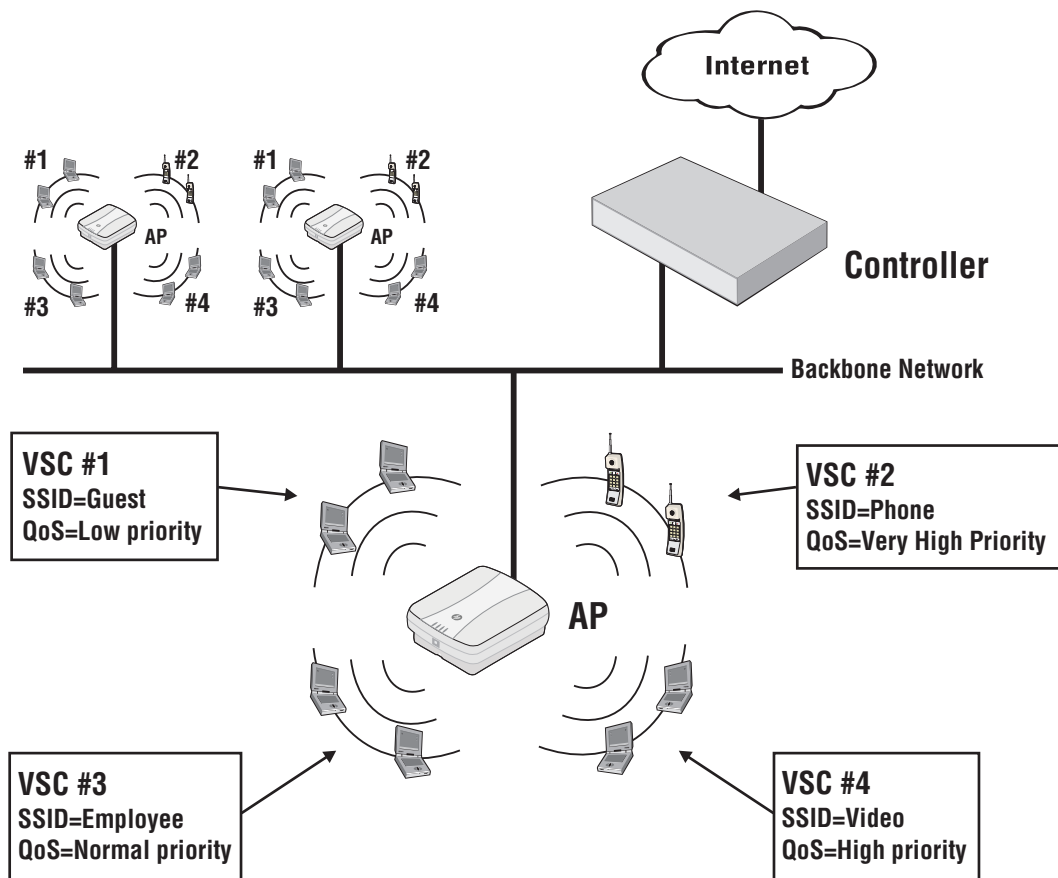 Internet
#1
#2
#1
#2
AP
AP
Controller
#3
#4
#3
#4
Backbone Network
VSC #1
SSID=Guest
QoS=Low priority
VSC #2
SSID=Phone
QoS=Very High Priority
AP
VSC #3
SSID=Employee
QoS=Normal priority
VSC #4
SSID=Video
QoS=High priority